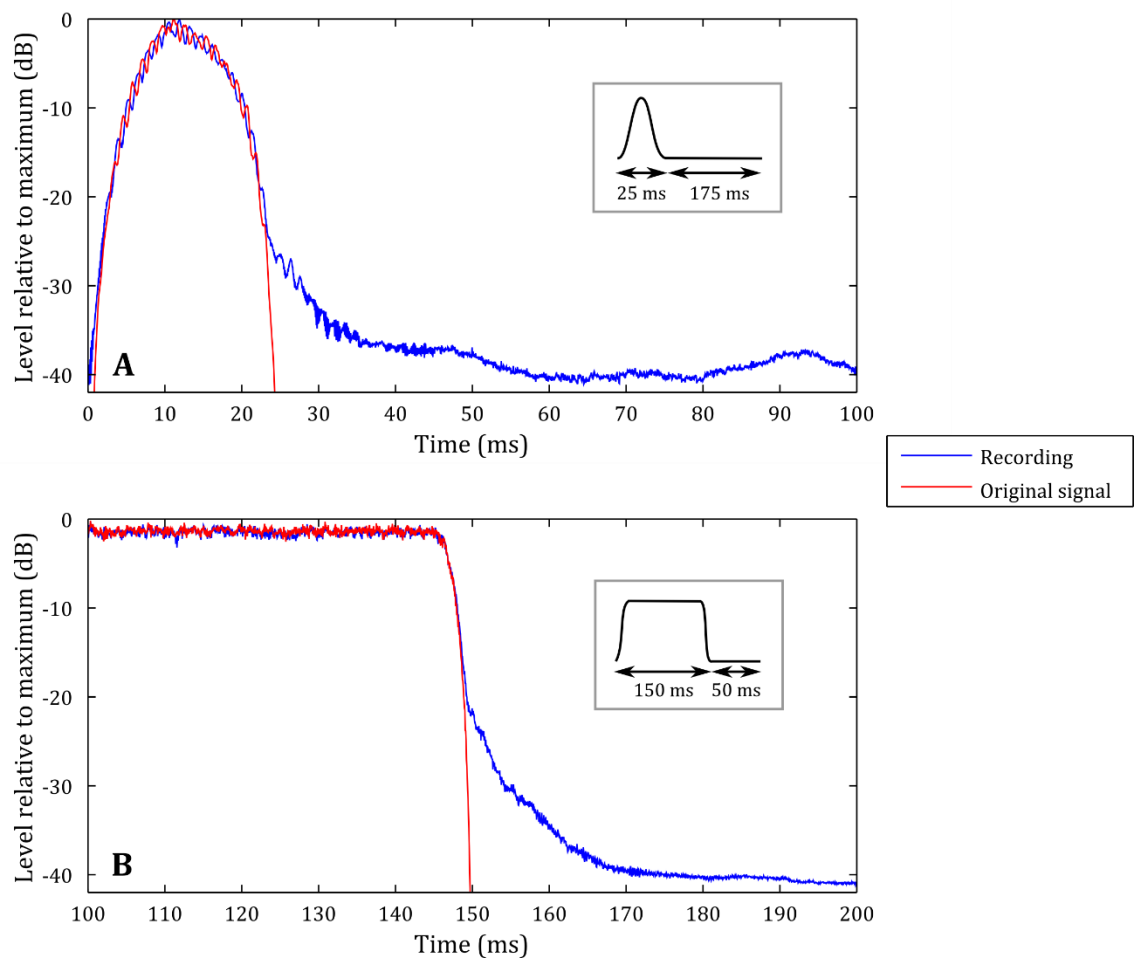 Level relative to maximum (dB)
0
-10
-20
-30
-40
A
25 ms 175 ms
0 10 20 30 40 50 60 70 80 90 100
Time (ms)
Recording
Original signal
Level relative to maximum (dB)
0
-10
-20
-30
-40
B
150 ms 50 ms
100 110 120 130 140 150 160 170 180 190 200
Time (ms)